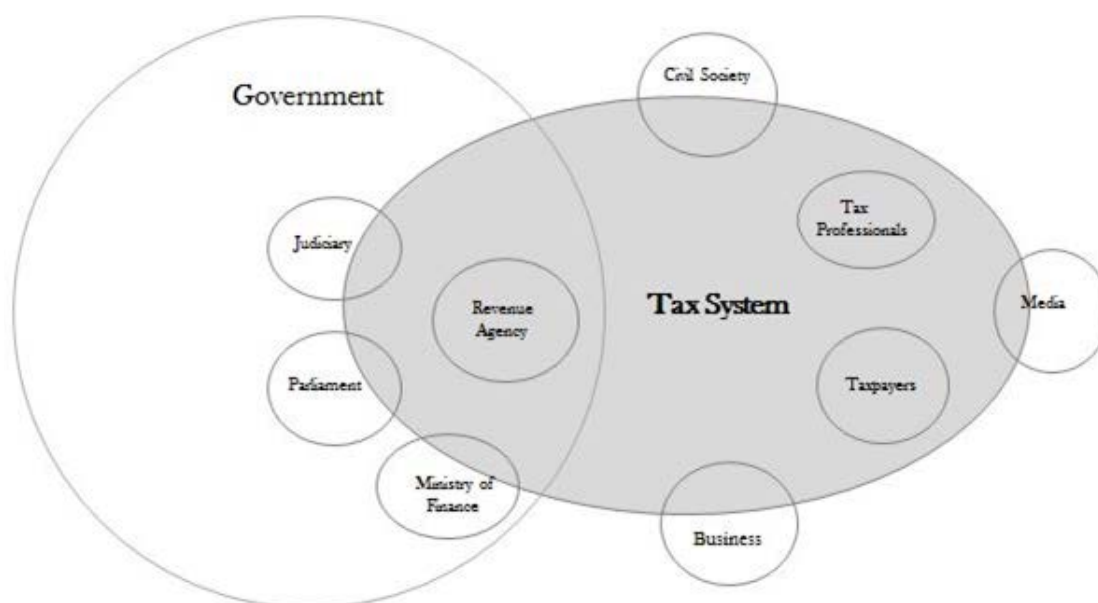 Civil Society
Government
Tax
Professionals
Judiciary
Revenue
Agency
Tax System
Media
Parliament
Taxpayers
Ministry of
Finance
Business